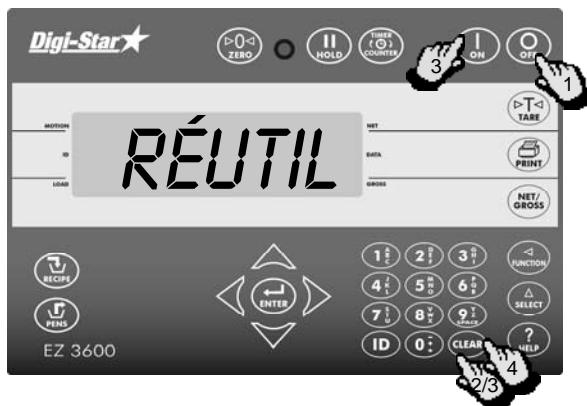 Digi-Star
▷0◁ ZERO
HOLD
TIMER COUNTER
3
ON
OFF
1
▷T◁ TARE
MOTION
NET
ID
RÉUTIL
DATA
PRINT
LOAD
GROSS
NET/ GROSS
RECIPE
1 A B C
2 D E F
3 G H I
FUNCTION
4 J K L
5 M N O
6 P Q R
SELECT
ENTER
PENS
7 S T U
8 V W X
9 Y Z SPACE
? HELP
EZ 3600
ID
0
CLEAR
2/3
4